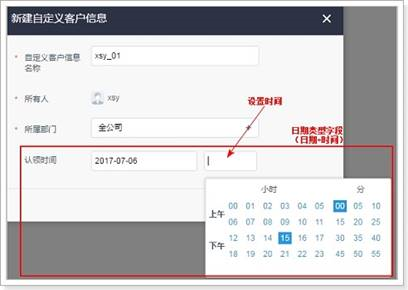 新建自定义客户信息 ×
* 自定义客户信息名称 xsy_01
* 所有人 xsy
* 所属部门 全公司
设置时间
日期类型字段
(日期-时间)
认领时间 2017-07-06
小时 分
上午 00 01 02 03 04 05 00 05 10
06 07 08 09 10 11 15 20 25
下午 12 13 14 15 16 17 30 35 40
18 19 20 21 22 23 45 50 55